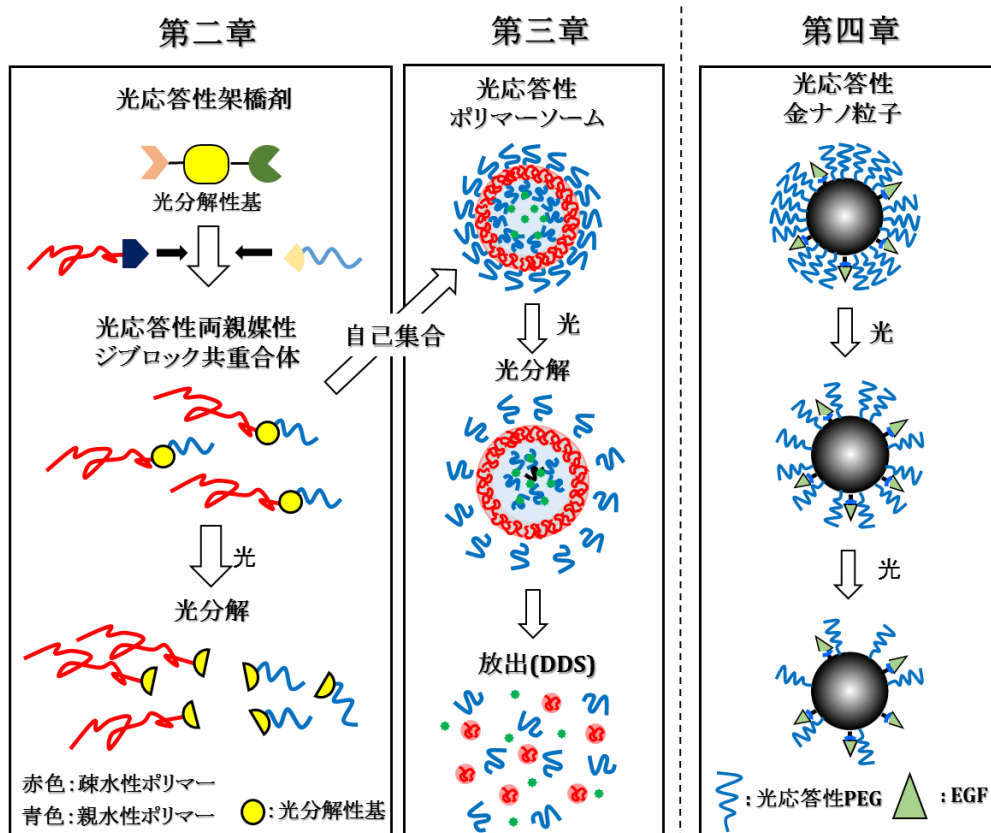 第二章
光応答性架橋剤
光分解性基
光応答性両親媒性
ジブロック共重合体
光
光分解
赤色：疎水性ポリマー
青色：親水性ポリマー
：光分解性基
自己集合
第三章
光応答性
ポリマーソーム
光
光分解
放出(DDS)
第四章
光応答性
金ナノ粒子
光
光
：光応答性PEG
：EGF